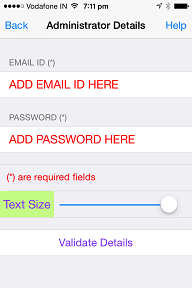 Vodafone IN 7:11 pm
Back Administrator Details Help
EMAIL ID (*)
ADD EMAIL ID HERE
PASSWORD (*)
ADD PASSWORD HERE
(*) are required fields
Text Size
Validate Details